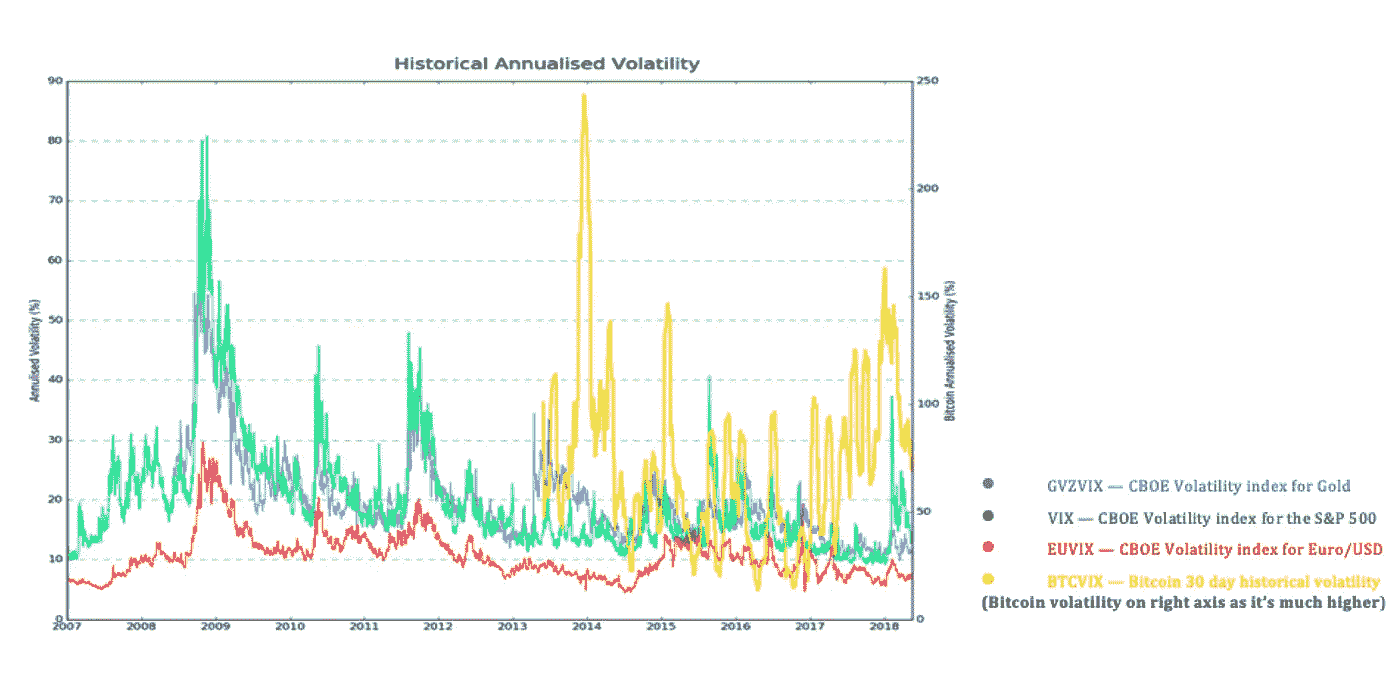 Historical Annualised Volatility
90
80
70
60
50
40
30
20
10
0
Annulised Volatility (%)
250
200
150
100
50
0
Bitcoin Annualised Volatility (%)
2007 2008 2009 2010 2011 2012 2013 2014 2015 2016 2017 2018
GVZVIX — CBOE Volatility index for Gold
VIX — CBOE Volatility index for the S&P 500
EUVIX — CBOE Volatility index for Euro/USD
BTCVIX — Bitcoin 30 day historical volatility
(Bitcoin volatility on right axis as it's much higher)